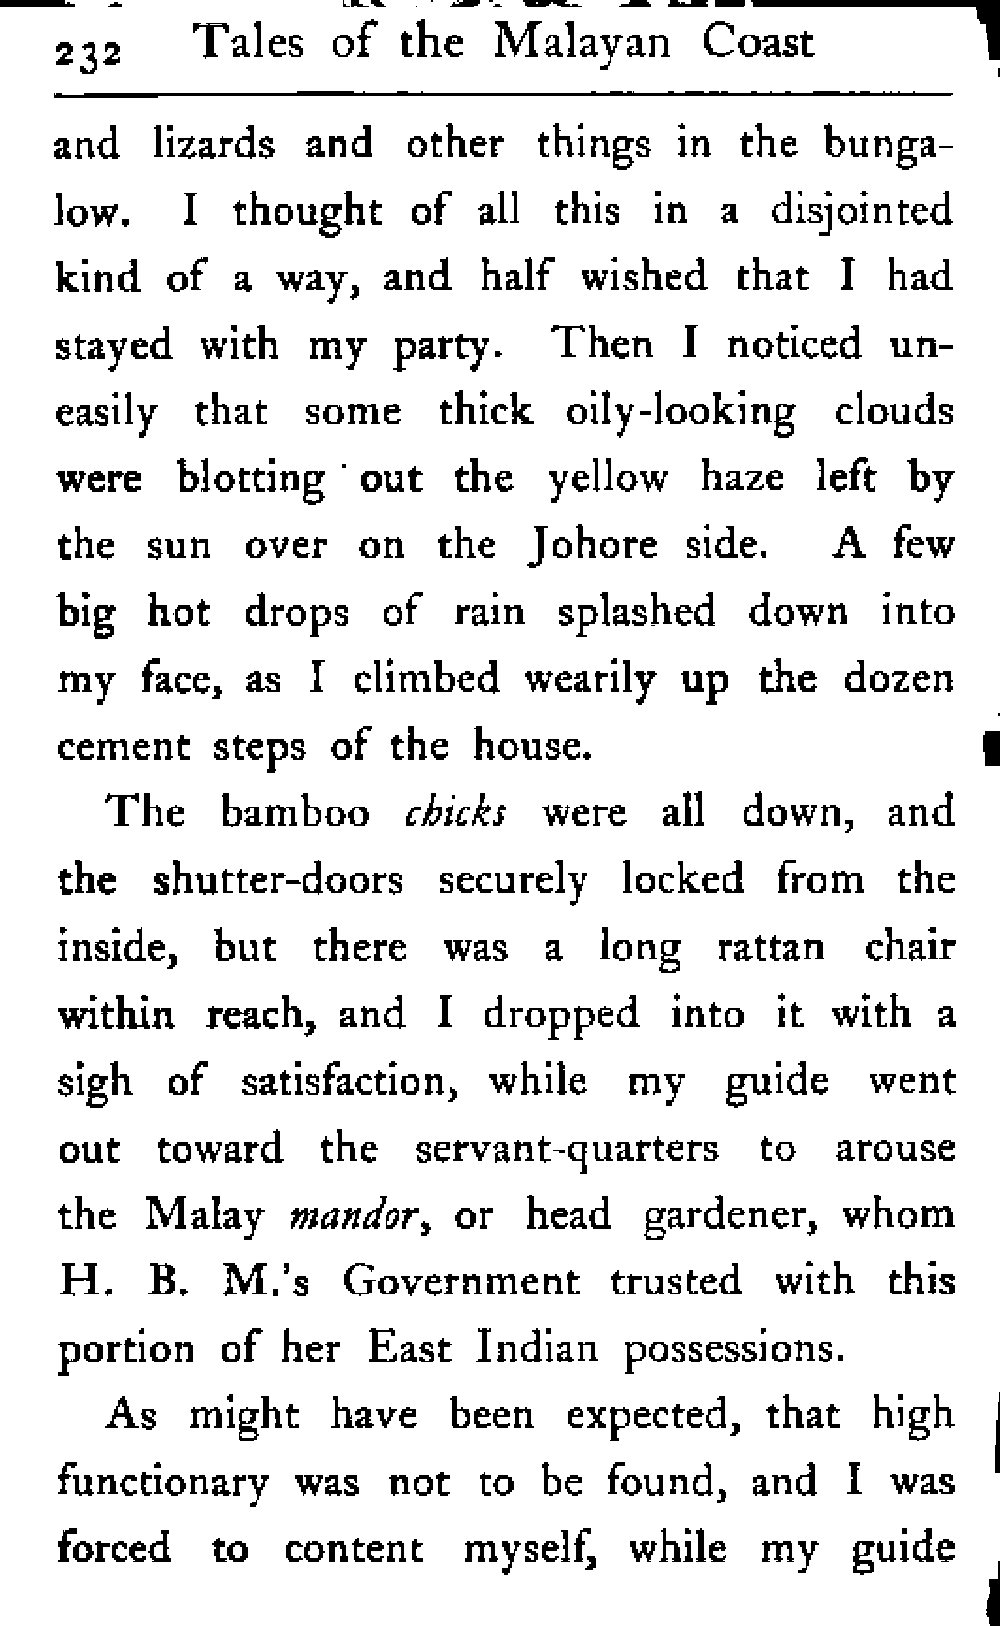 232 Tales of the Malayan Coast
and lizards and other things in the bunga-
low. I thought of all this in a disjointed
kind of a way, and half wished that I had
stayed with my party. Then I noticed un-
easily that some thick oily-looking clouds
were blotting out the yellow haze left by
the sun over on the Johore side. A few
big hot drops of rain splashed down into
my face, as I climbed wearily up the dozen
cement steps of the house.
The bamboo chicks were all down, and
the shutter-doors securely locked from the
inside, but there was a long rattan chair
within reach, and I dropped into it with a
sigh of satisfaction, while my guide went
out toward the servant-quarters to arouse
the Malay mandor, or head gardener, whom
H. B. M.'s Government trusted with this
portion of her East Indian possessions.
As might have been expected, that high
functionary was not to be found, and I was
forced to content myself, while my guide